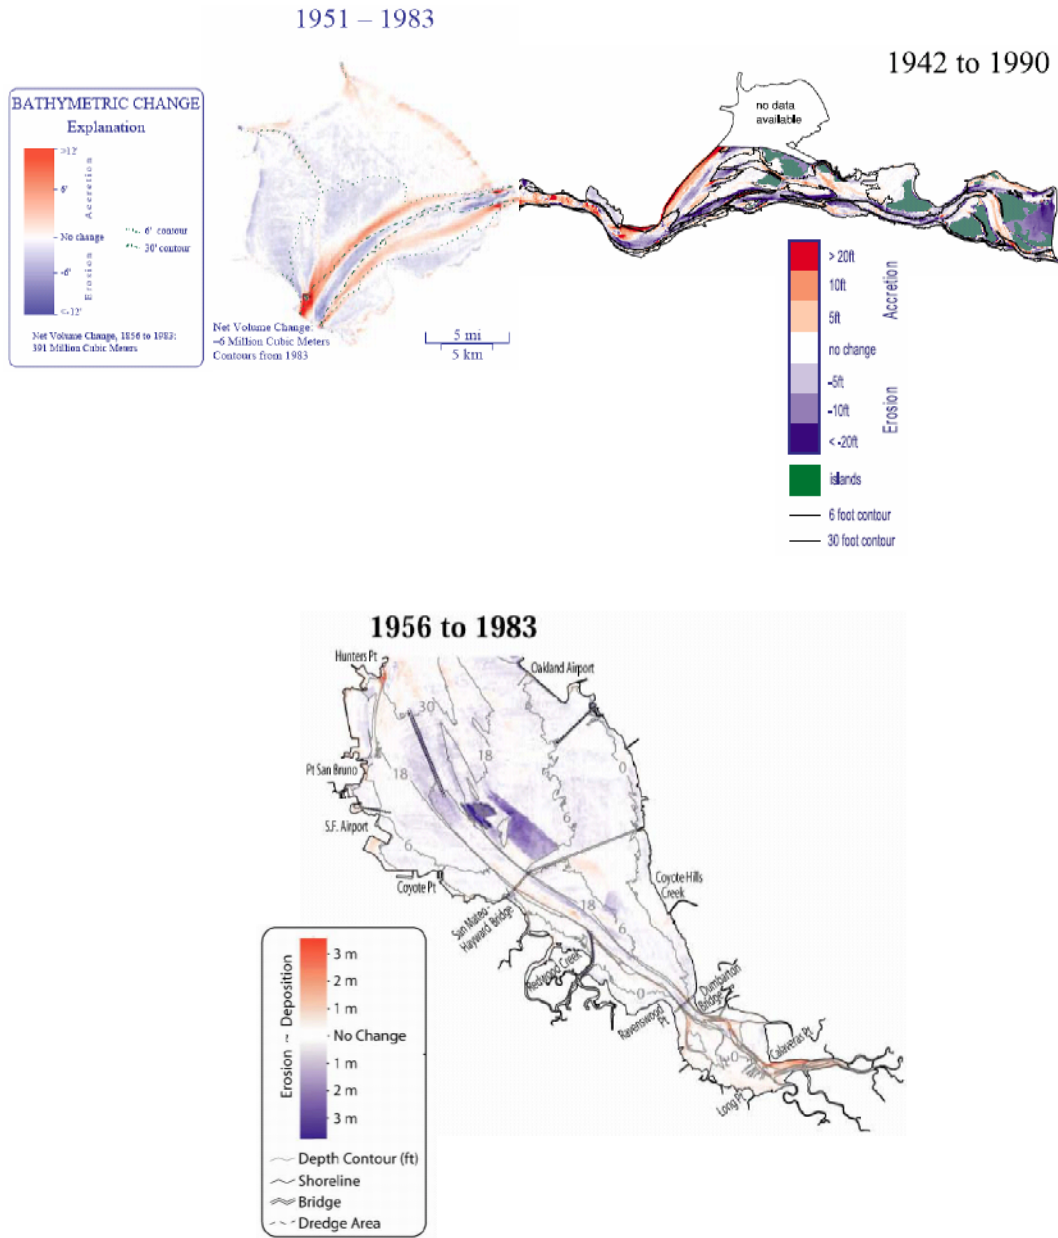 1951 – 1983
1942 to 1990
BATHYMETRIC CHANGE
Explanation
>12'
6'
No change
-6'
<-12'
Accretion
Erosion
6' contour
30' contour
Net Volume Change, 1856 to 1983:
391 Million Cubic Meters
Net Volume Change:
–6 Million Cubic Meters
Contours from 1983
5 mi
5 km
no data
available
> 20ft
10ft
5ft
no change
-5ft
-10ft
< -20ft
Accretion
Erosion
islands
6 foot contour
30 foot contour
1956 to 1983
Hunters Pt
Oakland Airport
30
18
0
Pt San Bruno
18
S.F. Airport
6
6
Coyote Pt
Coyote Hills
Creek
San Mateo -
Hayward Bridge
18
6
Redwood Creek
0
Dumbarton
Bridge
Ravenswood
Pt
Calaveras Pt
0
Long Pt
Erosion ~ Deposition
3 m
2 m
1 m
No Change
1 m
2 m
3 m
Depth Contour (ft)
Shoreline
Bridge
Dredge Area